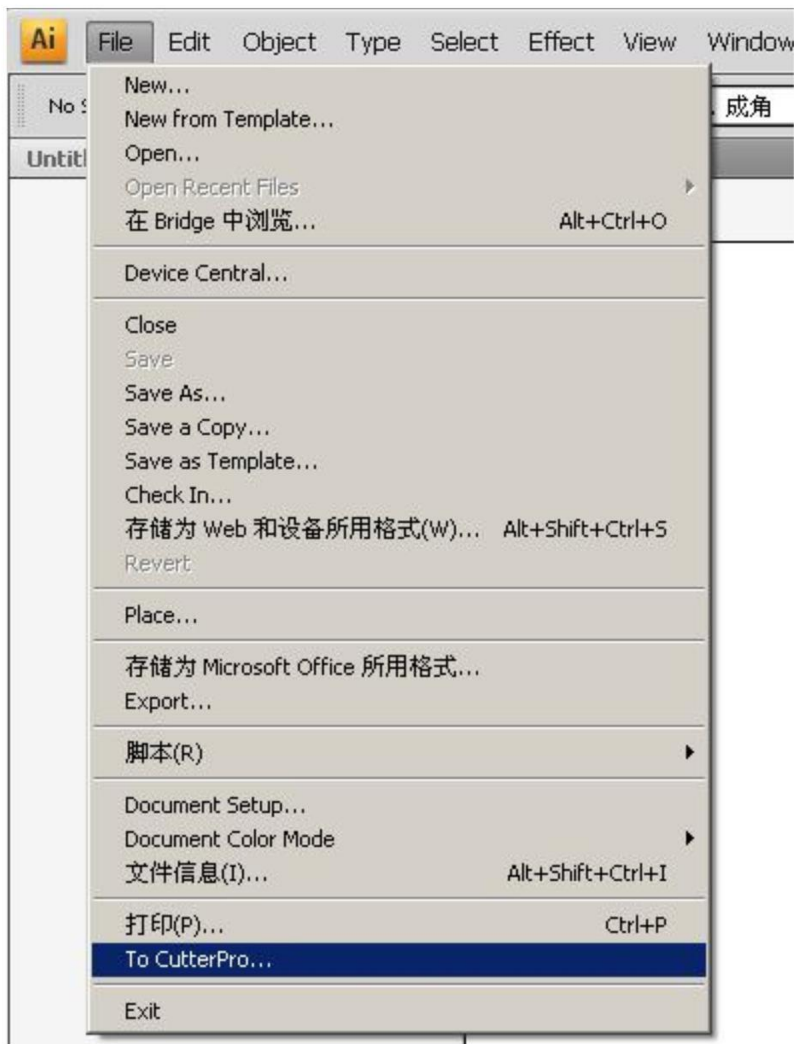 Ai File Edit Object Type Select Effect View Window
No S
成角
Untitl
New...
New from Template...
Open...
Open Recent Files
在 Bridge 中浏览... Alt+Ctrl+O
Device Central...
Close
Save
Save As...
Save a Copy...
Save as Template...
Check In...
存储为 Web 和设备所用格式(W)... Alt+Shift+Ctrl+S
Revert
Place...
存储为 Microsoft Office 所用格式...
Export...
脚本(R)
Document Setup...
Document Color Mode
文件信息(I)... Alt+Shift+Ctrl+I
打印(P)... Ctrl+P
To CutterPro...
Exit